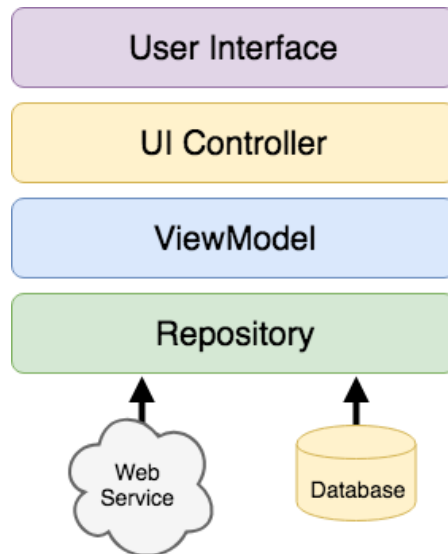 User Interface
UI Controller
ViewModel
Repository
Web
Service
Database